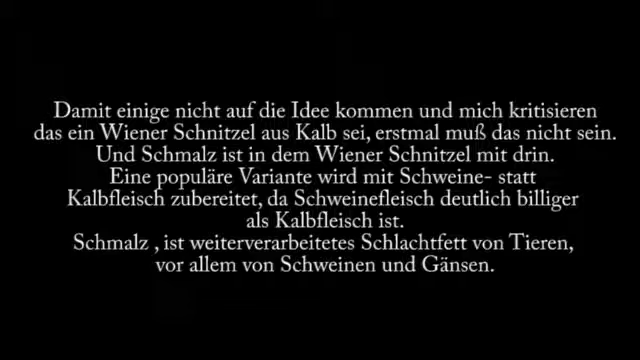 Damit einige nicht auf die Idee kommen und mich kritisieren
das ein Wiener Schnitzel aus Kalb sei, erstmal muß das nicht sein.
Und Schmalz ist in dem Wiener Schnitzel mit drin.
Eine populäre Variante wird mit Schweine- statt
Kalbfleisch zubereitet, da Schweinefleisch deutlich billiger
als Kalbfleisch ist.
Schmalz , ist weiterverarbeitetes Schlachtfett von Tieren,
vor allem von Schweinen und Gänsen.